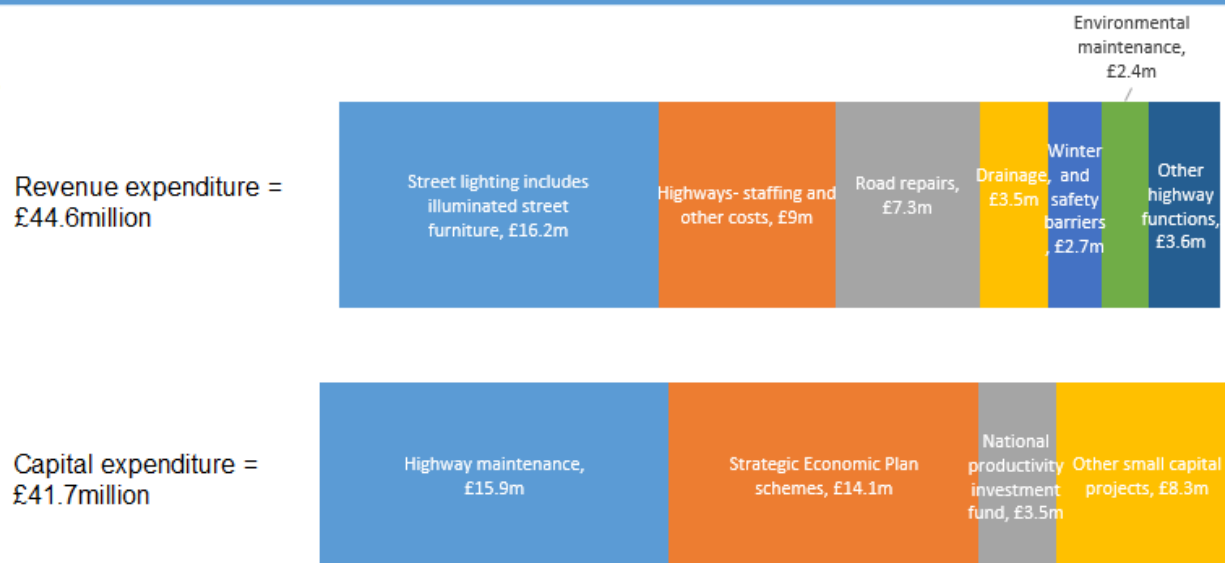 Environmental
maintenance,
£2.4m
Revenue expenditure =
£44.6million
Street lighting includes
illuminated street
furniture, £16.2m
Highways- staffing and
other costs, £9m
Road repairs,
£7.3m
Drainage,
£3.5m
Winter
and
safety
barriers
, £2.7m
Other
highway
functions,
£3.6m
Capital expenditure =
£41.7million
Highway maintenance,
£15.9m
Strategic Economic Plan
schemes, £14.1m
National
productivity
investment
fund, £3.5m
Other small capital
projects, £8.3m